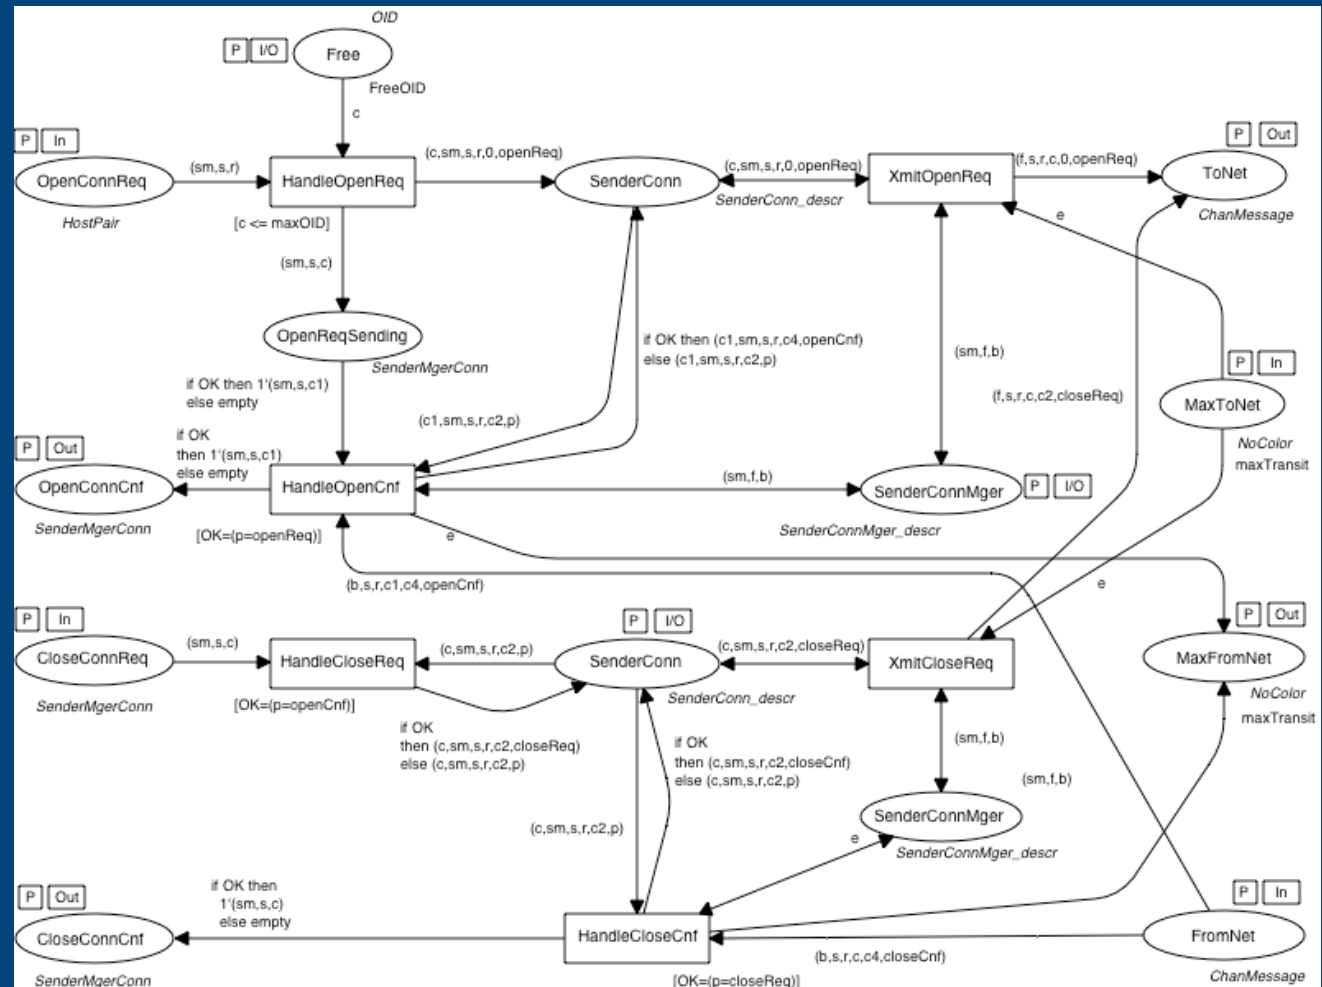 OID
P I/O
Free
FreeOID
c
P In
P Out
(sm,s,r)
(c,sm,s,r,0,openReq)
(c,sm,s,r,0,openReq)
(f,s,r,c,0,openReq)
OpenConnReq
HandleOpenReq
SenderConn
XmitOpenReq
ToNet
HostPair
[c <= maxOID]
SenderConn_descr
e
ChanMessage
(sm,s,c)
OpenReqSending
SenderMgerConn
if OK then (c1,sm,s,r,c4,openCnf)
else (c1,sm,s,r,c2,p)
(sm,f,b)
P In
if OK then 1'(sm,s,c1)
else empty
(f,s,r,c,c2,closeReq)
MaxToNet
(c1,sm,s,r,c2,p)
NoColor
maxTransit
P Out
if OK
then 1'(sm,s,c1)
else empty
OpenConnCnf
HandleOpenCnf
(sm,f,b)
SenderConnMger
P I/O
SenderMgerConn
[OK=(p=openReq)]
e
SenderConnMger_descr
(b,s,r,c1,c4,openCnf)
e
P In
P I/O
P Out
(sm,s,c)
(c,sm,s,r,c2,p)
(c,sm,s,r,c2,closeReq)
CloseConnReq
HandleCloseReq
SenderConn
XmitCloseReq
MaxFromNet
SenderMgerConn
[OK=(p=openCnf)]
SenderConn_descr
NoColor
maxTransit
if OK
then (c,sm,s,r,c2,closeReq)
else (c,sm,s,r,c2,p)
if OK
then (c,sm,s,r,c2,closeCnf)
else (c,sm,s,r,c2,p)
(sm,f,b)
(sm,f,b)
(c,sm,s,r,c2,p)
SenderConnMger
e
SenderConnMger_descr
P Out
if OK then
1'(sm,s,c)
else empty
P In
CloseConnCnf
HandleCloseCnf
FromNet
(b,s,r,c,c4,closeCnf)
SenderMgerConn
[OK=(p=closeReq)]
ChanMessage